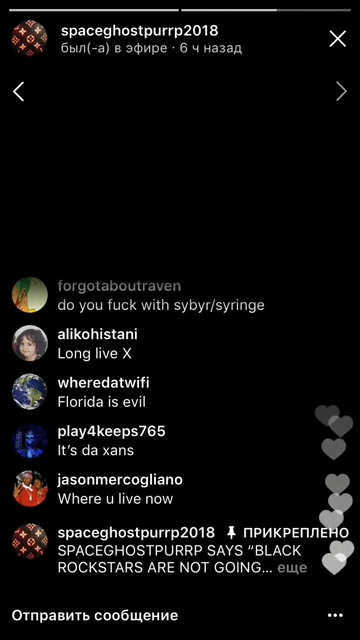 spaceghostpurrp2018
был(-а) в эфире · 6 ч назад
forgotaboutraven
do you fuck with sybyr/syringe
alikohistani
Long live X
wheredatwifi
Florida is evil
play4keeps765
It’s da xans
jasonmercogliano
Where u live now
spaceghostpurrp2018 ПРИКРЕПЛЕНО
SPACEGHOSTPURRP SAYS “BLACK
ROCKSTARS ARE NOT GOING... еще
Отправить сообщение